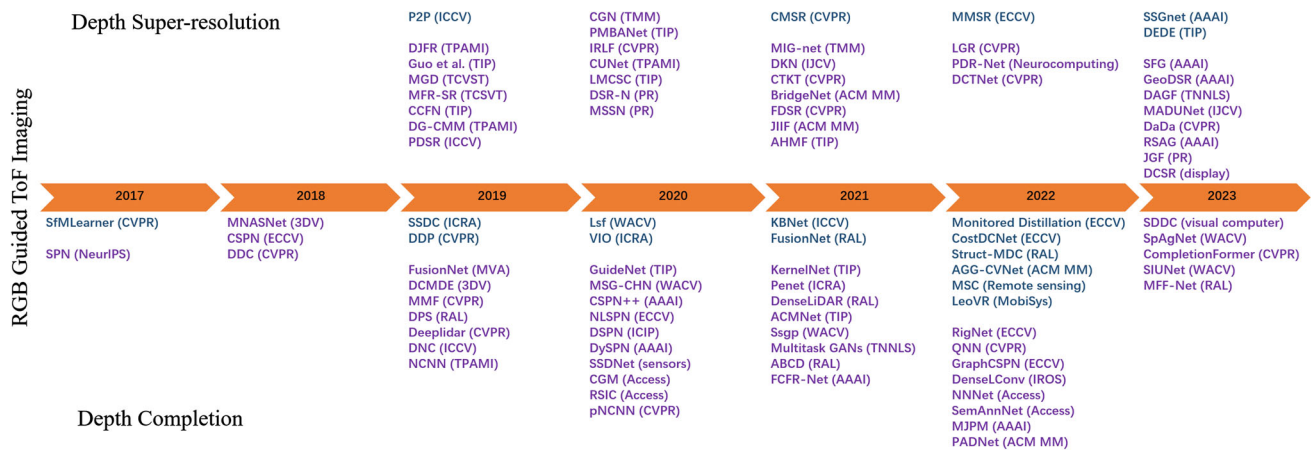 Depth Super-resolution
P2P (ICCV)
DJFR (TPAMI)
Guo et al. (TIP)
MGD (TCVST)
MFR-SR (TCSVT)
CCFN (TIP)
DG-CMM (TPAMI)
PDSR (ICCV)
CGN (TMM)
PMBANet (TIP)
IRLF (CVPR)
CUNet (TPAMI)
LMCSC (TIP)
DSR-N (PR)
MSSN (PR)
CMSR (CVPR)
MIG-net (TMM)
DKN (IJCV)
CTKT (CVPR)
BridgeNet (ACM MM)
FDSR (CVPR)
JIIF (ACM MM)
AHMF (TIP)
MMSR (ECCV)
LGR (CVPR)
PDR-Net (Neurocomputing)
DCTNet (CVPR)
SSGnet (AAAI)
DEDE (TIP)
SFG (AAAI)
GeoDSR (AAAI)
DAGF (TNNLS)
MADUNet (IJCV)
DaDa (CVPR)
RSAG (AAAI)
JGF (PR)
DCSR (display)
RGB Guided ToF Imaging
2017
2018
2019
2020
2021
2022
2023
SfMLearner (CVPR)
SPN (NeurIPS)
MNASNet (3DV)
CSPN (ECCV)
DDC (CVPR)
SSDC (ICRA)
DDP (CVPR)
FusionNet (MVA)
DCMDE (3DV)
MMF (CVPR)
DPS (RAL)
Deeplidar (CVPR)
DNC (ICCV)
NCNN (TPAMI)
Lsf (WACV)
VIO (ICRA)
GuideNet (TIP)
MSG-CHN (WACV)
CSPN++ (AAAI)
NLSPN (ECCV)
DSPN (ICIP)
DySPN (AAAI)
SSDNet (sensors)
CGM (Access)
RSIC (Access)
pNCNN (CVPR)
KBNet (ICCV)
FusionNet (RAL)
KernelNet (TIP)
Penet (ICRA)
DenseLiDAR (RAL)
ACMNet (TIP)
Ssgp (WACV)
Multitask GANs (TNNLS)
ABCD (RAL)
FCFR-Net (AAAI)
Monitored Distillation (ECCV)
CostDCNet (ECCV)
Struct-MDC (RAL)
AGG-CVNet (ACM MM)
MSC (Remote sensing)
LeoVR (MobiSys)
RigNet (ECCV)
QNN (CVPR)
GraphCSPN (ECCV)
DenseLConv (IROS)
NNNet (Access)
SemAnnNet (Access)
MJPM (AAAI)
PADNet (ACM MM)
SDDC (visual computer)
SpAgNet (WACV)
CompletionFormer (CVPR)
SIUNet (WACV)
MFF-Net (RAL)
Depth Completion